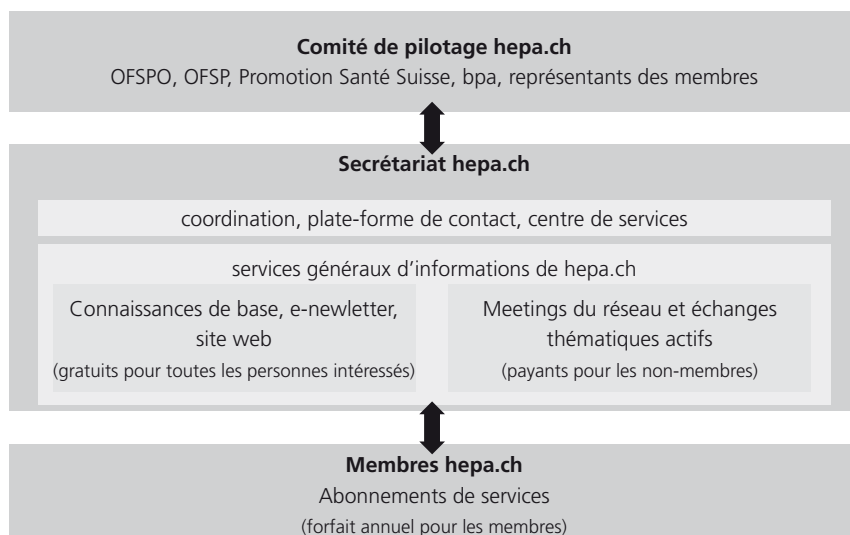 Comité de pilotage hepa.ch
OFSPO, OFSP, Promotion Santé Suisse, bpa, représentants des membres
Secrétariat hepa.ch
coordination, plate-forme de contact, centre de services
services généraux d’informations de hepa.ch
Connaissances de base, e-newletter,
site web
(gratuits pour toutes les personnes intéressés)
Meetings du réseau et échanges
thématiques actifs
(payants pour les non-membres)
Membres hepa.ch
Abonnements de services
(forfait annuel pour les membres)